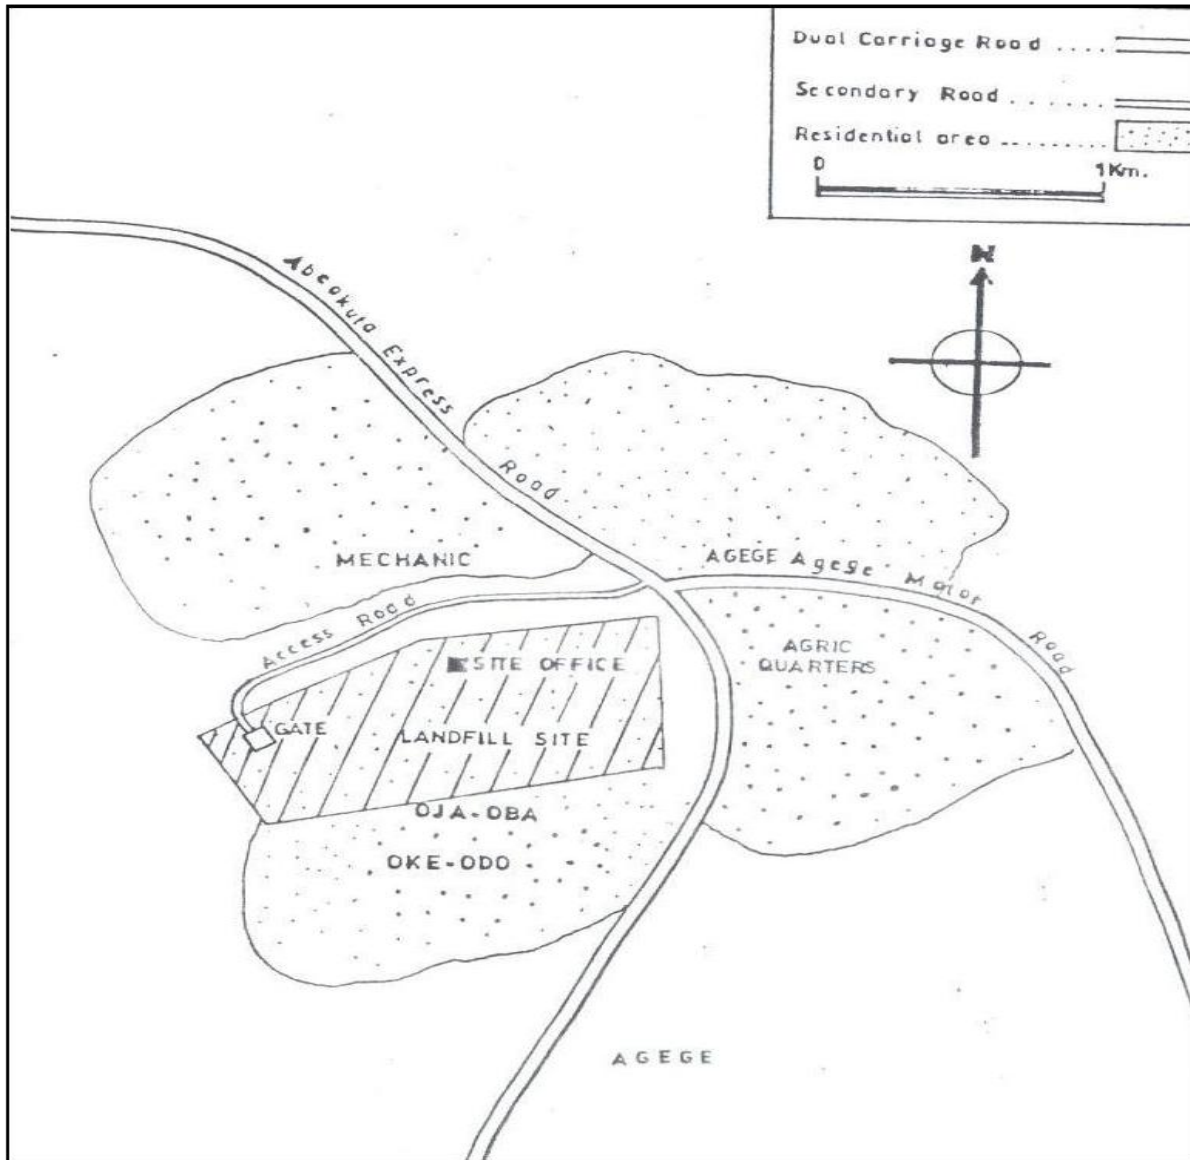 Dual Carriage Road ....
Secondary Road .......
Residential area ..........
0 1Km.
N
Abeokuta Express Road
MECHANIC
AGEGE Agege Motor Road
Access Road
AGRIC
QUARTERS
SITE OFFICE
GATE
LANDFILL SITE
OJA-OBA
OKE-ODO
AGEGE